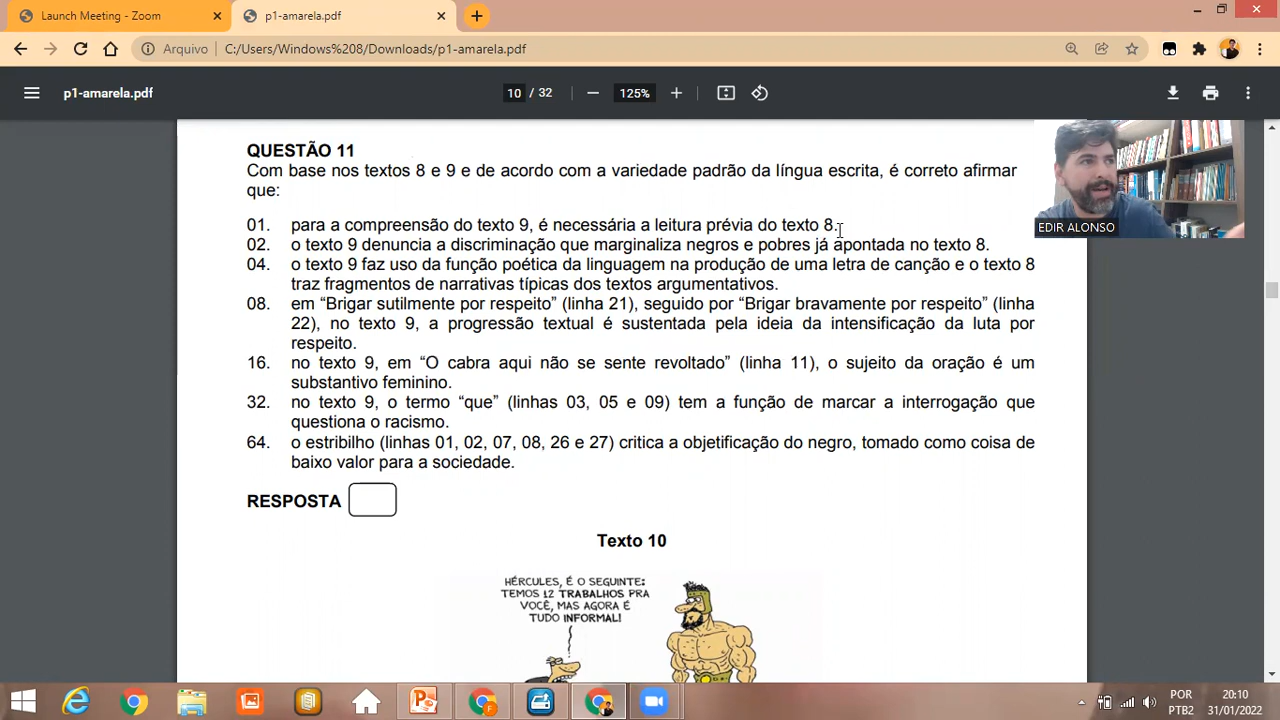 Launch Meeting - Zoom
p1-amarela.pdf
Arquivo
C:/Users/Windows%208/Downloads/p1-amarela.pdf
p1-amarela.pdf
10 / 32
125%
QUESTÃO 11
Com base nos textos 8 e 9 e de acordo com a variedade padrão da língua escrita, é correto afirmar
que:
01. para a compreensão do texto 9, é necessária a leitura prévia do texto 8.
02. o texto 9 denuncia a discriminação que marginaliza negros e pobres já apontada no texto 8.
04. o texto 9 faz uso da função poética da linguagem na produção de uma letra de canção e o texto 8
traz fragmentos de narrativas típicas dos textos argumentativos.
08. em “Brigar sutilmente por respeito” (linha 21), seguido por “Brigar bravamente por respeito” (linha
22), no texto 9, a progressão textual é sustentada pela ideia da intensificação da luta por
respeito.
16. no texto 9, em “O cabra aqui não se sente revoltado” (linha 11), o sujeito da oração é um
substantivo feminino.
32. no texto 9, o termo “que” (linhas 03, 05 e 09) tem a função de marcar a interrogação que
questiona o racismo.
64. o estribilho (linhas 01, 02, 07, 08, 26 e 27) critica a objetificação do negro, tomado como coisa de
baixo valor para a sociedade.
RESPOSTA
Texto 10
HÉRCULES, É O SEGUINTE:
TEMOS 12 TRABALHOS PRA
VOCÊ, MAS AGORA É
TUDO INFORMAL!
EDIR ALONSO
POR
PTB2
20:10
31/01/2022